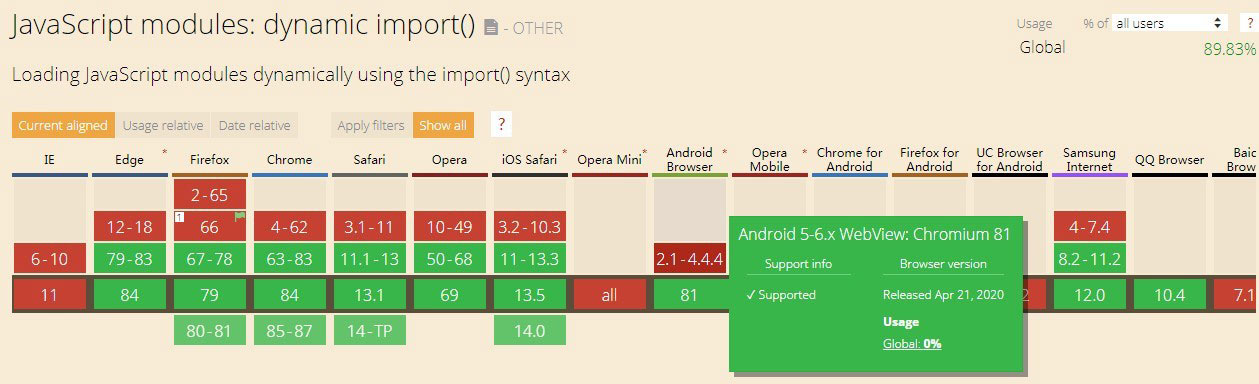 JavaScript modules: dynamic import() - OTHER
Usage % of all users ?
Global 89.83%
Loading JavaScript modules dynamically using the import() syntax
Current aligned Usage relative Date relative Apply filters Show all ?
IE Edge * Firefox Chrome Safari Opera iOS Safari * Opera Mini * Android Browser * Opera Mobile * Chrome for Android Firefox for Android UC Browser for Android Samsung Internet QQ Browser Baic Brow
2-65
12-18 1 66 4-62 3.1-11 10-49 3.2-10.3 4-7.4
6-10 79-83 67-78 63-83 11.1-13 50-68 11-13.3 2.1-4.4.4 8.2-11.2
11 84 79 84 13.1 69 13.5 all 81 2 12.0 10.4 7.1
80-81 85-87 14-TP 14.0
Android 5-6.x WebView: Chromium 81
Support info Browser version
✓ Supported Released Apr 21, 2020
Usage
Global: 0%